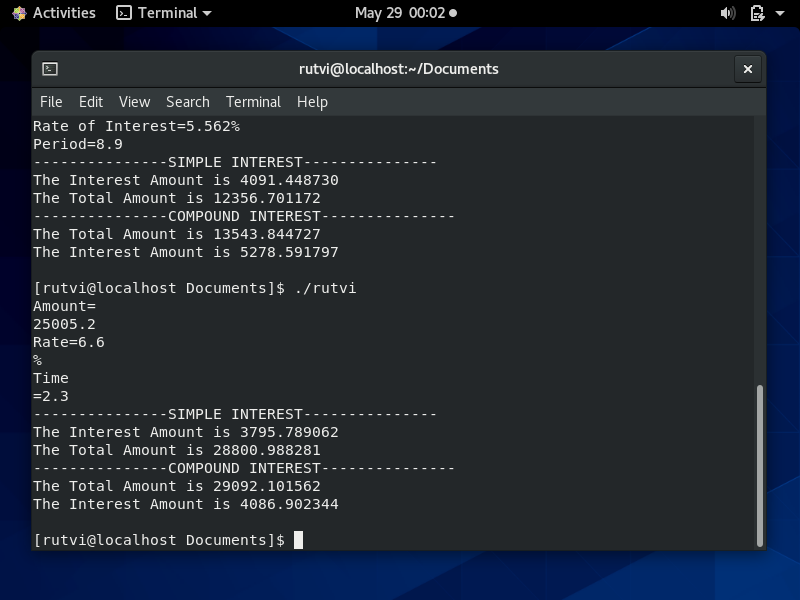 Activities
Terminal
May 29 00:02
rutvi@localhost:~/Documents
File Edit View Search Terminal Help
Rate of Interest=5.562%
Period=8.9
---------------SIMPLE INTEREST---------------
The Interest Amount is 4091.448730
The Total Amount is 12356.701172
---------------COMPOUND INTEREST---------------
The Total Amount is 13543.844727
The Interest Amount is 5278.591797
[rutvi@localhost Documents]$ ./rutvi
Amount=
25005.2
Rate=6.6
%
Time
=2.3
---------------SIMPLE INTEREST---------------
The Interest Amount is 3795.789062
The Total Amount is 28800.988281
---------------COMPOUND INTEREST---------------
The Total Amount is 29092.101562
The Interest Amount is 4086.902344
[rutvi@localhost Documents]$